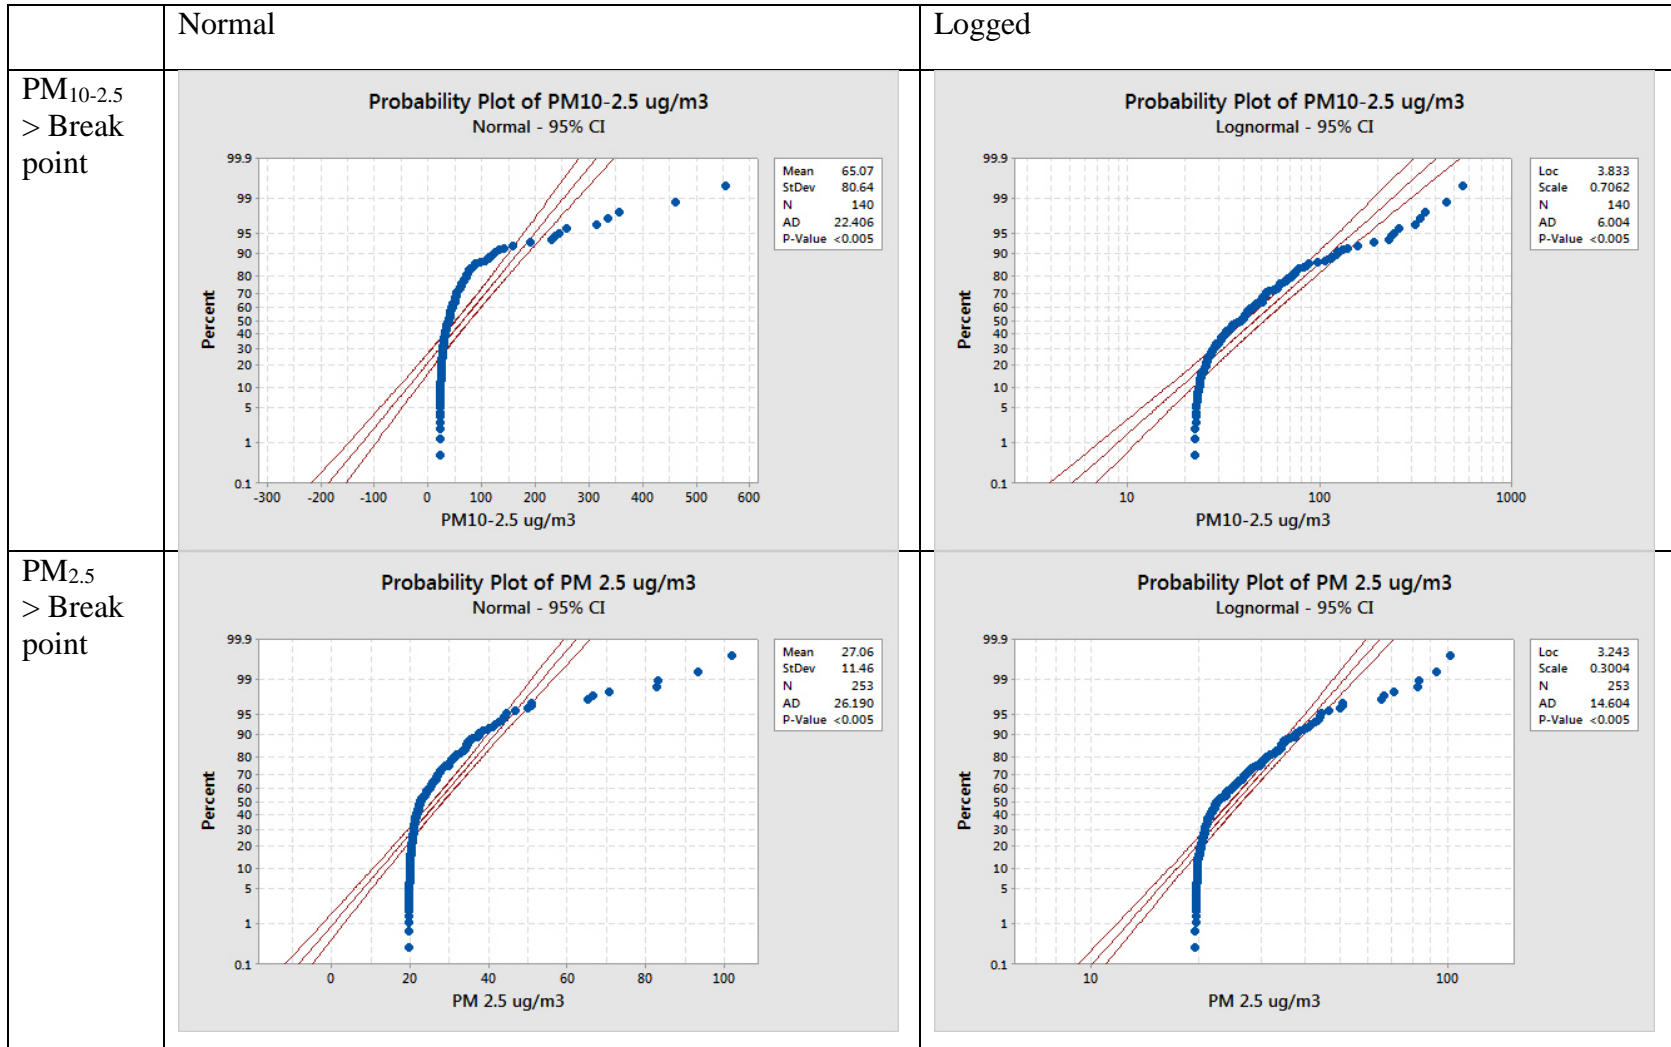 Normal
Logged
PM10-2.5
> Break
point
Probability Plot of PM10-2.5 ug/m3
Normal - 95% CI
99.9
99
95
90
80
70
60
50
40
30
20
10
5
1
0.1
Percent
-300 -200 -100 0 100 200 300 400 500 600
PM10-2.5 ug/m3
Mean 65.07
StDev 80.64
N 140
AD 22.406
P-Value <0.005
Probability Plot of PM10-2.5 ug/m3
Lognormal - 95% CI
99.9
99
95
90
80
70
60
50
40
30
20
10
5
1
0.1
Percent
10 100 1000
PM10-2.5 ug/m3
Loc 3.833
Scale 0.7062
N 140
AD 6.004
P-Value <0.005
PM2.5
> Break
point
Probability Plot of PM 2.5 ug/m3
Normal - 95% CI
99.9
99
95
90
80
70
60
50
40
30
20
10
5
1
0.1
Percent
0 20 40 60 80 100
PM 2.5 ug/m3
Mean 27.06
StDev 11.46
N 253
AD 26.190
P-Value <0.005
Probability Plot of PM 2.5 ug/m3
Lognormal - 95% CI
99.9
99
95
90
80
70
60
50
40
30
20
10
5
1
0.1
Percent
10 100
PM 2.5 ug/m3
Loc 3.243
Scale 0.3004
N 253
AD 14.604
P-Value <0.005